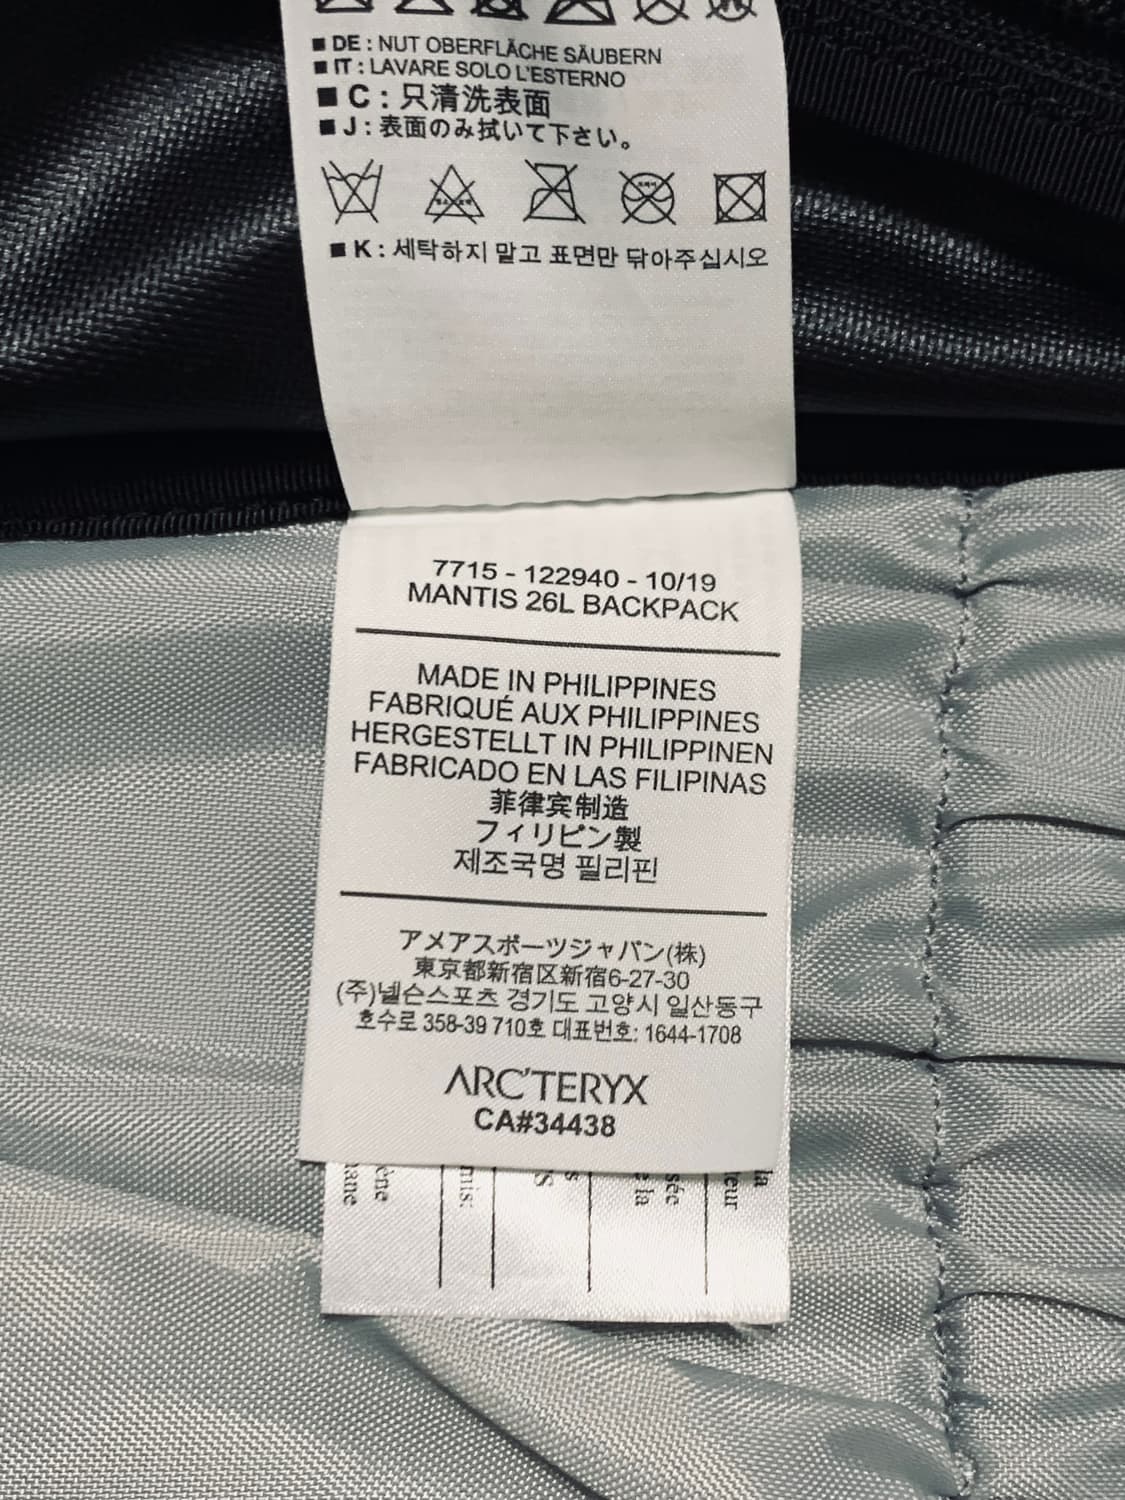 ■ DE : NUT OBERFLÄCHE SÄUBERN
■ IT : LAVARE SOLO L'ESTERNO
■ C : 只清洗表面
■ J : 表面のみ拭いて下さい。
■ K : 세탁하지 말고 표면만 닦아주십시오
7715 - 122940 - 10/19
MANTIS 26L BACKPACK
MADE IN PHILIPPINES
FABRIQUÉ AUX PHILIPPINES
HERGESTELLT IN PHILIPPINEN
FABRICADO EN LAS FILIPINAS
菲律宾制造
フィリピン製
제조국명 필리핀
アメアスポーツジャパン(株)
東京都新宿区新宿6-27-30
(주)넬슨스포츠 경기도 고양시 일산동구
호수로 358-39 710호 대표번호: 1644-1708
ARC'TERYX
CA#34438